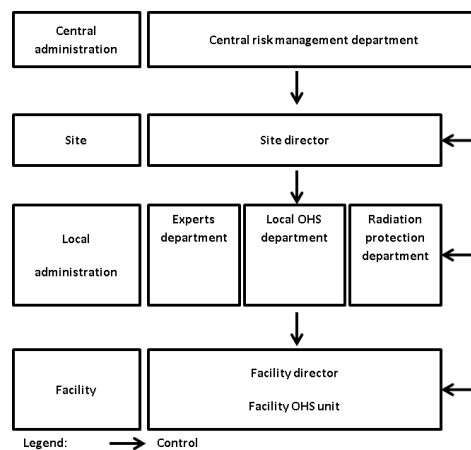 Central
administration
Central risk management department
Site
Site director
Local
administration
Experts
department
Local OHS
department
Radiation
protection
department
Facility
Facility director
Facility OHS unit
Legend:
Control